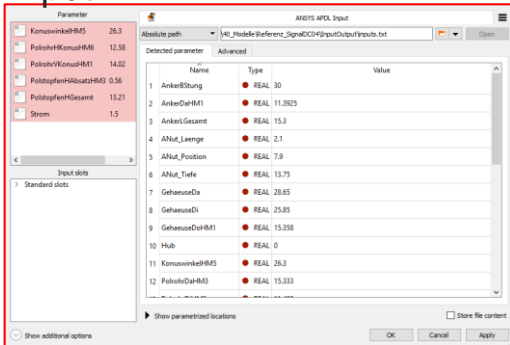 Parameter
KonuswinkelHM5 26.3
PolrohrHKonusHM6 12.58
PolrohrVKonusHM1 14.02
PolstopfenHAbsatzHM3 0.56
PolstopfenHGesamt 13.21
Strom 1.5
Input slots
Standard slots
Show additional options
ANSYS APDL Input
Absolute path \40_Modelle\Referenz_SignalDC04\InputOutput\inputs.txt Open
Detected parameter Advanced
Name Type Value
1 AnkerBStung REAL 30
2 AnkerDaHM1 REAL 11.3925
3 AnkerLGesamt REAL 15.3
4 ANut_Laenge REAL 2.1
5 ANut_Position REAL 7.9
6 ANut_Tiefe REAL 13.75
7 GehaeuseDa REAL 28.65
8 GehaeuseDi REAL 25.85
9 GehaeuseDoHM1 REAL 15.358
10 Hub REAL 0
11 KonuswinkelHM5 REAL 26.3
12 PolrohrDaHM3 REAL 15.333
Show parametrized locations
Store file content
OK Cancel Apply